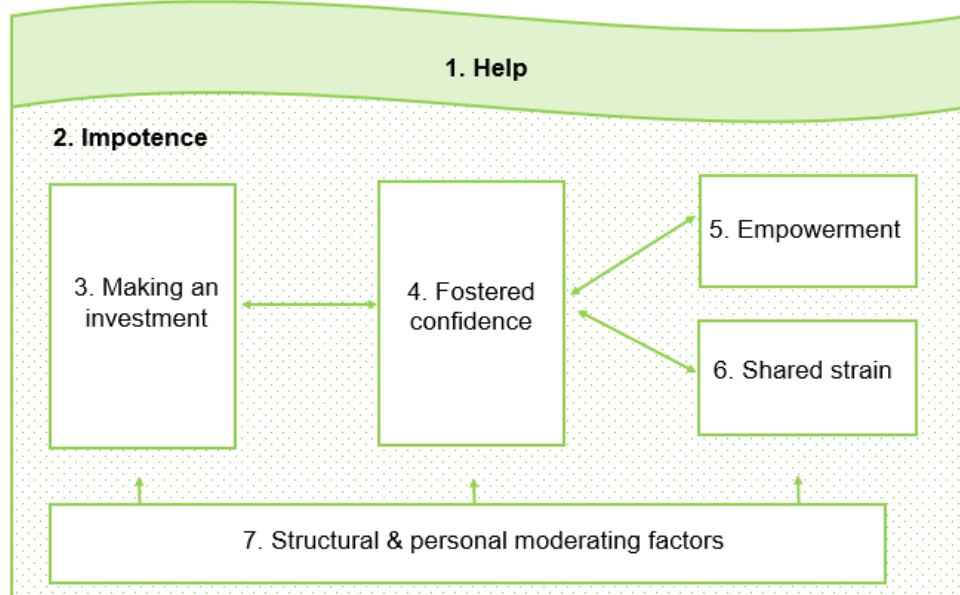 1. Help
2. Impotence
3. Making an
investment
4. Fostered
confidence
5. Empowerment
6. Shared strain
7. Structural & personal moderating factors